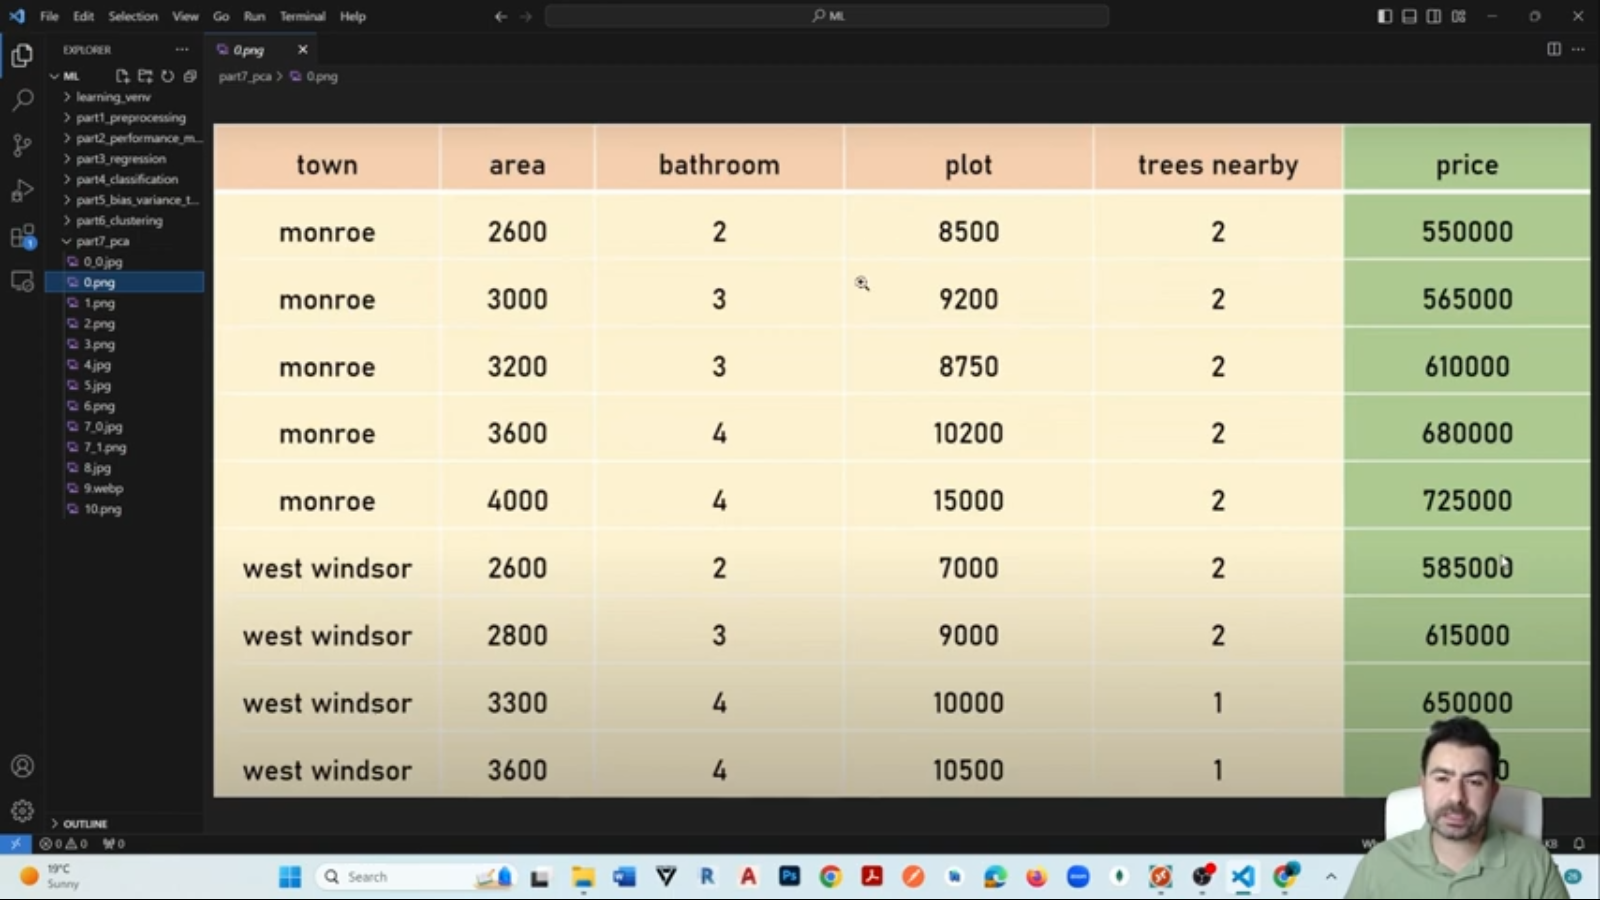 File Edit Selection View Go Run Terminal Help
ML
EXPLORER
0.png
ML
part7_pca > 0.png
learning_venv
part1_preprocessing
part2_performance_m...
part3_regression
part4_classification
part5_bias_variance_t...
part6_clustering
part7_pca
0_0.jpg
0.png
1.png
2.png
3.png
4.jpg
5.jpg
6.png
7_0.jpg
7_1.png
8.jpg
9.webp
10.png
OUTLINE
town area bathroom plot trees nearby price
monroe 2600 2 8500 2 550000
monroe 3000 3 9200 2 565000
monroe 3200 3 8750 2 610000
monroe 3600 4 10200 2 680000
monroe 4000 4 15000 2 725000
west windsor 2600 2 7000 2 585000
west windsor 2800 3 9000 2 615000
west windsor 3300 4 10000 1 650000
west windsor 3600 4 10500 1
0 0 0
19°C
Sunny
Search